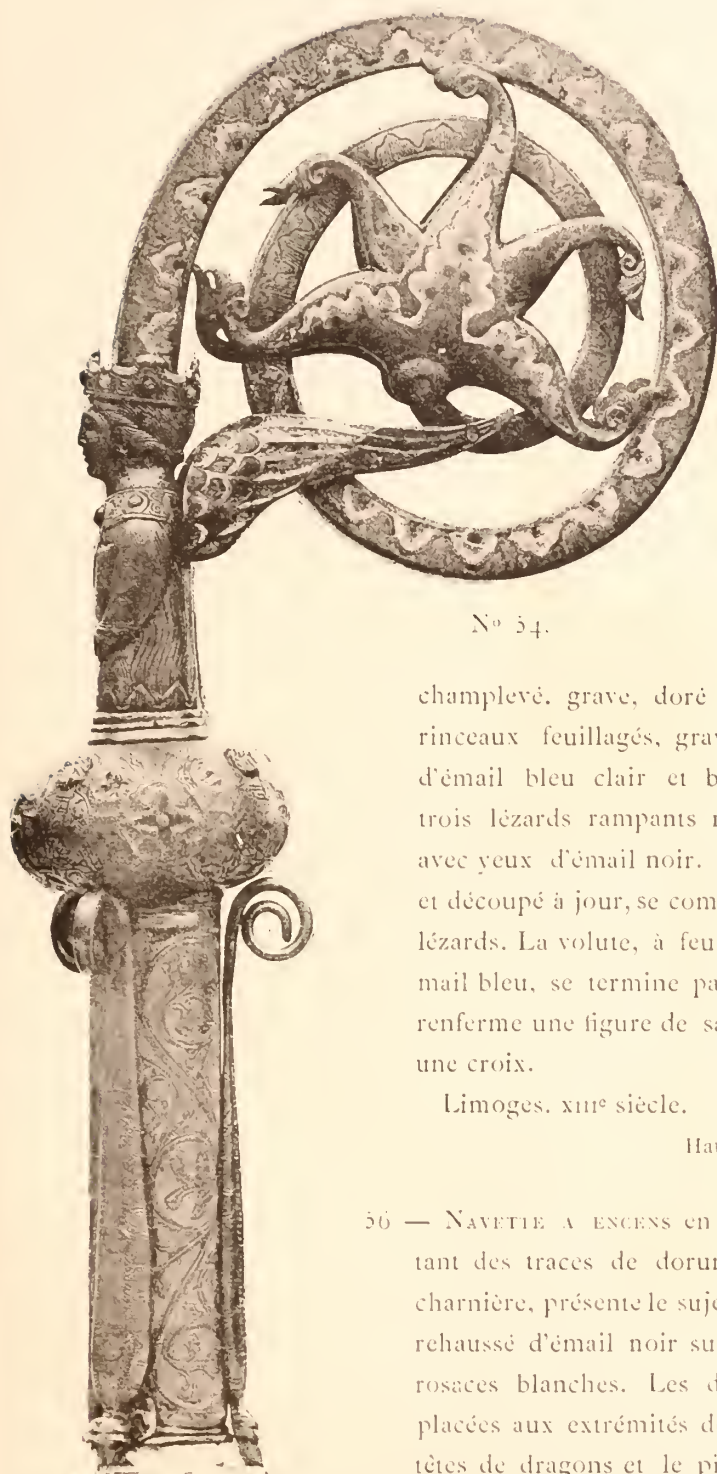 No 54.
champlevé, gravé, doré
rinceaux feuillagés, grav
d'émail bleu clair et b
trois lézards rampants r
avec yeux d'émail noir.
et découpé à jour, se com
lézards. La volute, à feu
mail bleu, se termine pa
renferme une figure de sa
une croix.
Limoges. XIIIe siècle.
Hau
56 — NAVETTE A ENCENS en
tant des traces de dorur
charnière, présente le suje
rehaussé d'émail noir su
rosaces blanches. Les d
placées aux extrémités d
têtes de dragons et le pi